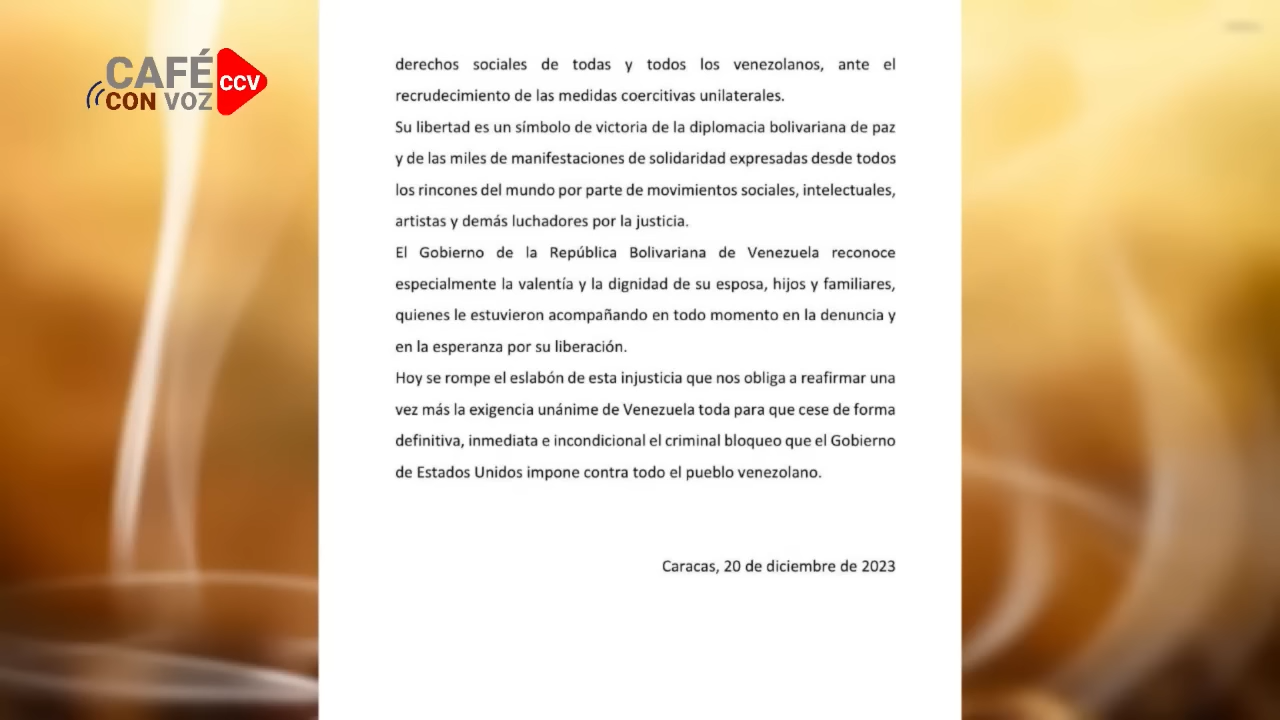 CAFÉ
CON VOZ
CCV
derechos sociales de todas y todos los venezolanos, ante el
recrudecimiento de las medidas coercitivas unilaterales.
Su libertad es un símbolo de victoria de la diplomacia bolivariana de paz
y de las miles de manifestaciones de solidaridad expresadas desde todos
los rincones del mundo por parte de movimientos sociales, intelectuales,
artistas y demás luchadores por la justicia.
El Gobierno de la República Bolivariana de Venezuela reconoce
especialmente la valentía y la dignidad de su esposa, hijos y familiares,
quienes le estuvieron acompañando en todo momento en la denuncia y
en la esperanza por su liberación.
Hoy se rompe el eslabón de esta injusticia que nos obliga a reafirmar una
vez más la exigencia unánime de Venezuela toda para que cese de forma
definitiva, inmediata e incondicional el criminal bloqueo que el Gobierno
de Estados Unidos impone contra todo el pueblo venezolano.
Caracas, 20 de diciembre de 2023